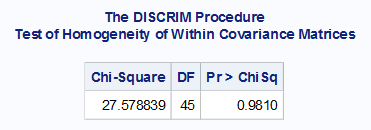 The DISCRIM Procedure
Test of Homogeneity of Within Covariance Matrices
Chi-Square DF Pr > ChiSq
27.578839 45 0.9810